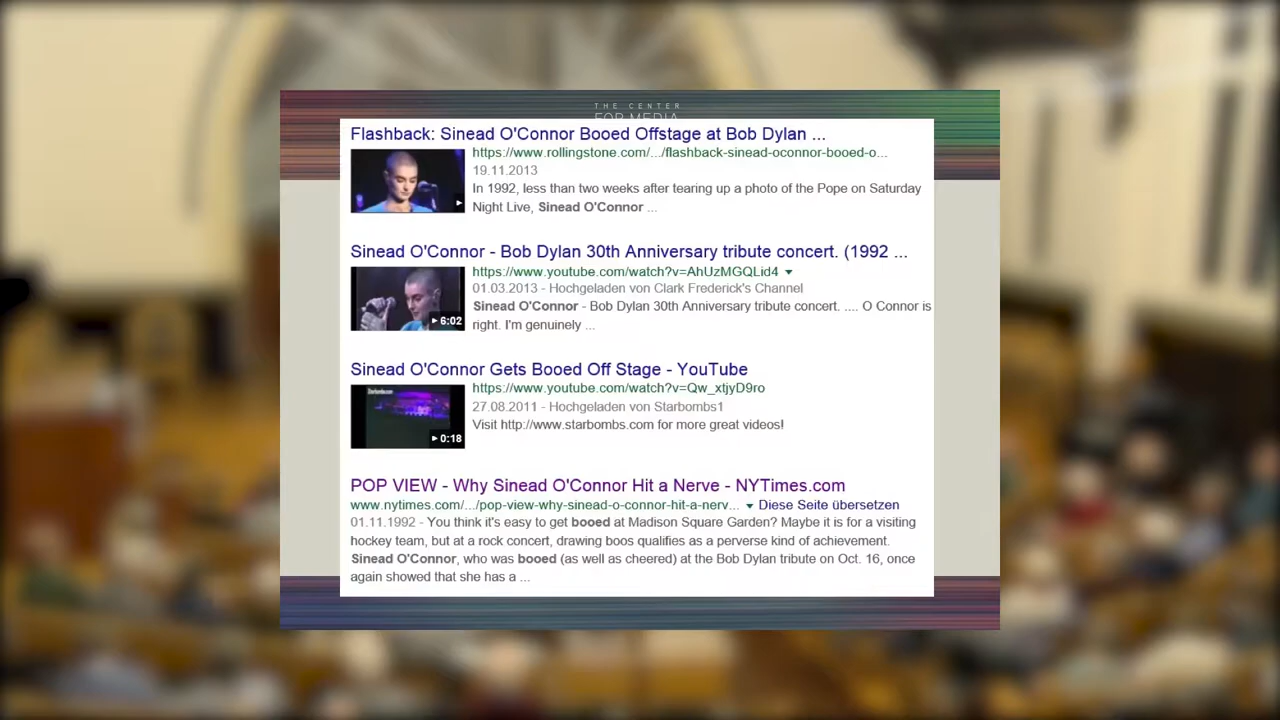 THE CENTER
FOR MEDIA
Flashback: Sinead O'Connor Booed Offstage at Bob Dylan ...
https://www.rollingstone.com/.../flashback-sinead-oconnor-booed-o...
19.11.2013
In 1992, less than two weeks after tearing up a photo of the Pope on Saturday
Night Live, Sinead O'Connor ...
Sinead O'Connor - Bob Dylan 30th Anniversary tribute concert. (1992 ...
https://www.youtube.com/watch?v=AhUzMGQLid4
01.03.2013 - Hochgeladen von Clark Frederick's Channel
Sinead O'Connor - Bob Dylan 30th Anniversary tribute concert. .... O Connor is
6:02
right. I'm genuinely ...
Sinead O'Connor Gets Booed Off Stage - YouTube
https://www.youtube.com/watch?v=Qw_xtjyD9ro
Starbombs.com
27.08.2011 - Hochgeladen von Starbombs1
Visit http://www.starbombs.com for more great videos!
0:18
POP VIEW - Why Sinead O'Connor Hit a Nerve - NYTimes.com
www.nytimes.com/.../pop-view-why-sinead-o-connor-hit-a-nerv... Diese Seite übersetzen
01.11.1992 - You think it's easy to get booed at Madison Square Garden? Maybe it is for a visiting
hockey team, but at a rock concert, drawing boos qualifies as a perverse kind of achievement.
Sinead O'Connor, who was booed (as well as cheered) at the Bob Dylan tribute on Oct. 16, once
again showed that she has a ...